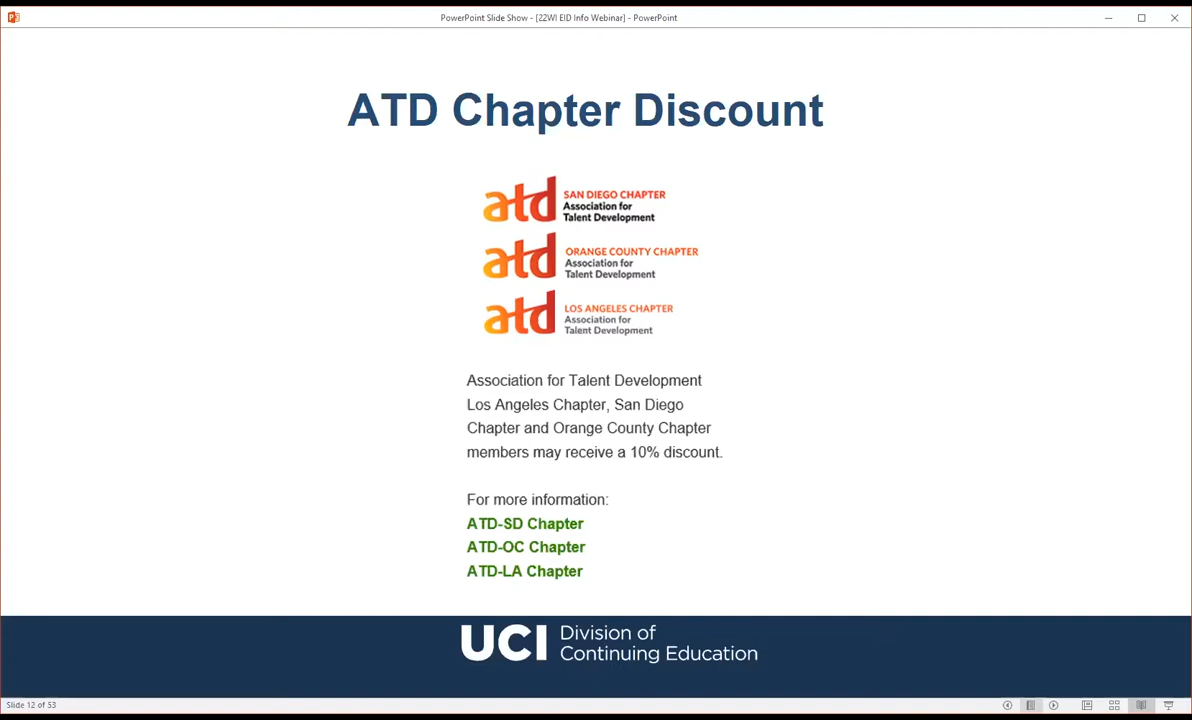 PowerPoint Slide Show - [22WI EID Info Webinar] - PowerPoint
ATD Chapter Discount
atd SAN DIEGO CHAPTER
Association for
Talent Development
atd ORANGE COUNTY CHAPTER
Association for
Talent Development
atd LOS ANGELES CHAPTER
Association for
Talent Development
Association for Talent Development
Los Angeles Chapter, San Diego
Chapter and Orange County Chapter
members may receive a 10% discount.
For more information:
ATD-SD Chapter
ATD-OC Chapter
ATD-LA Chapter
UCI Division of
Continuing Education
Slide 12 of 53